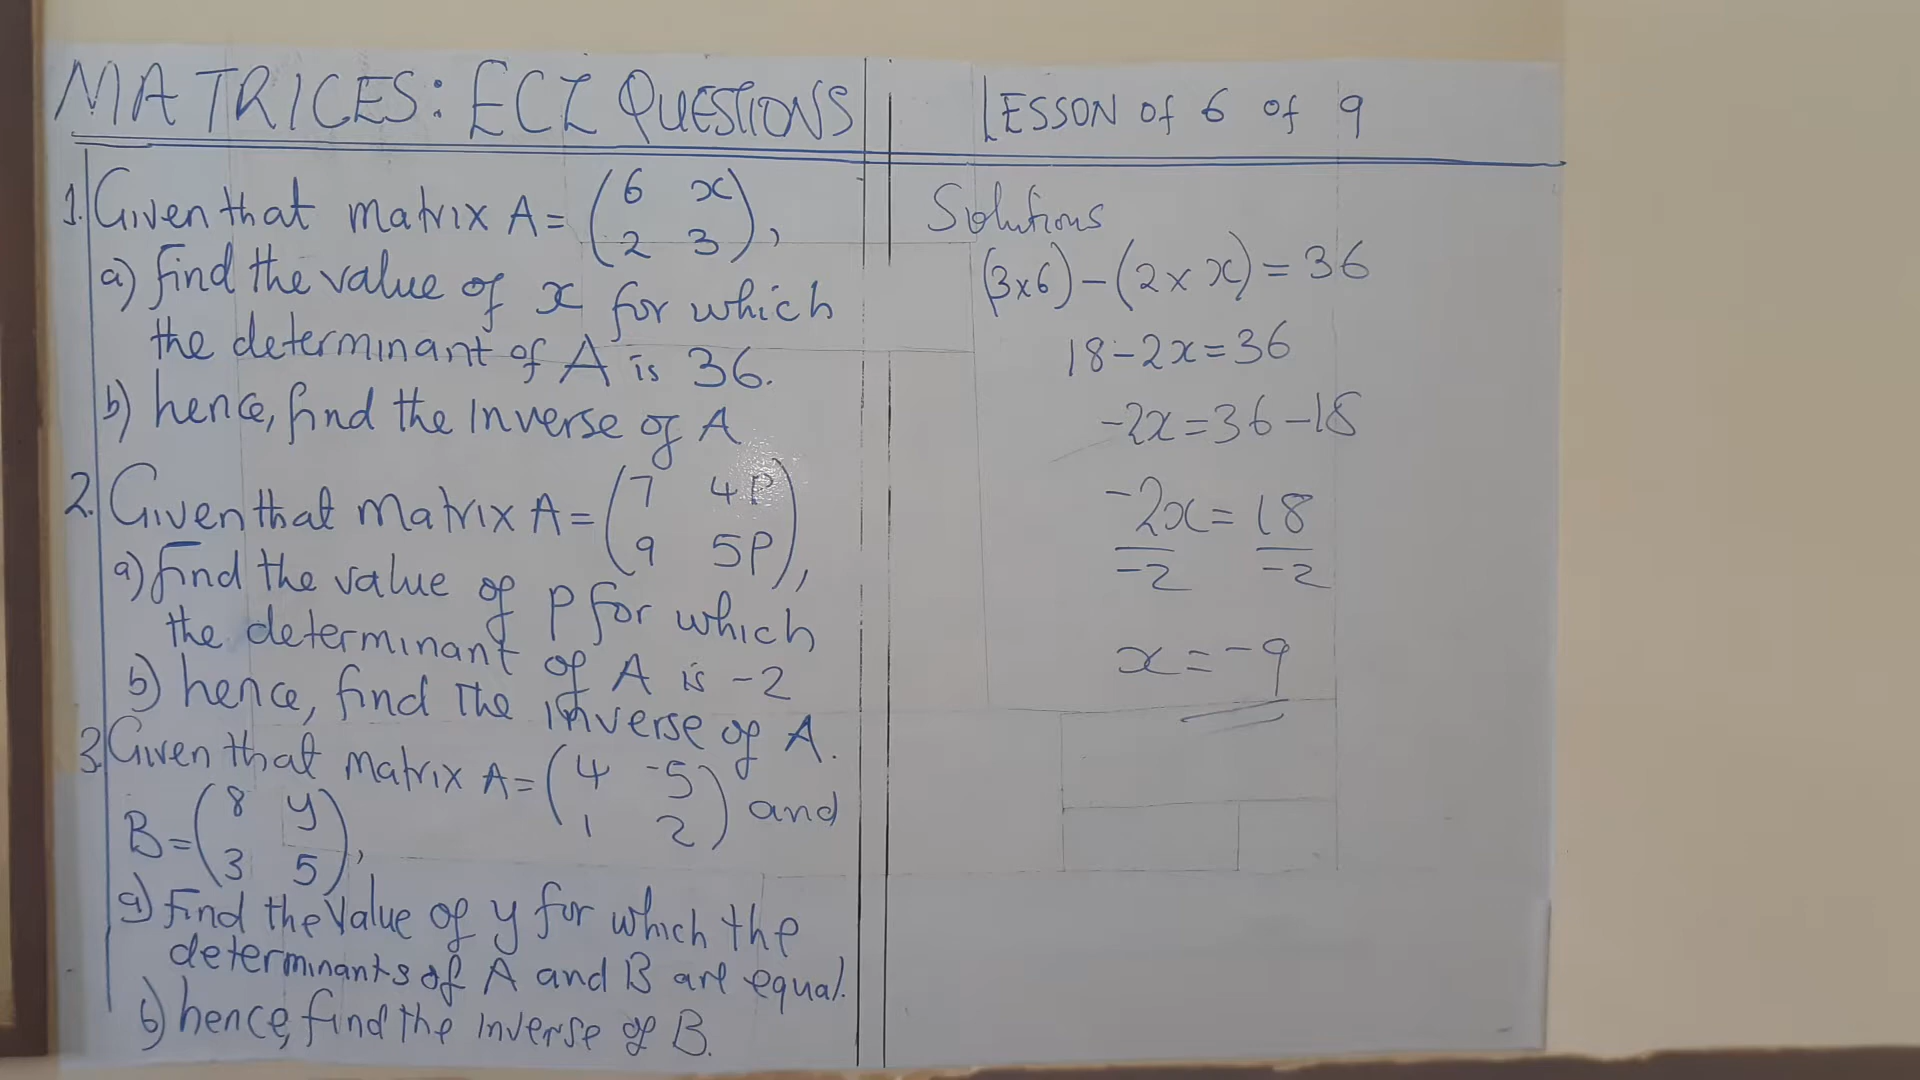 MATRICES: ECZ QUESTIONS
LESSON of 6 of 9
1. Given that matrix A = (6 x
2 3),
a) find the value of x for which
the determinant of A is 36.
b) hence, find the inverse of A
2. Given that matrix A = (7 4P
9 5P),
a) find the value of P for which
the determinant of A is -2
b) hence, find the inverse of A.
3. Given that matrix A = (4 -5
1 2) and
B = (8 y
3 5),
a) Find the value of y for which the
determinants of A and B are equal.
b) hence, find the inverse of B.
Solutions
(3x6) - (2 x x) = 36
18 - 2x = 36
-2x = 36 - 18
-2x = 18
-2 -2
x = -9